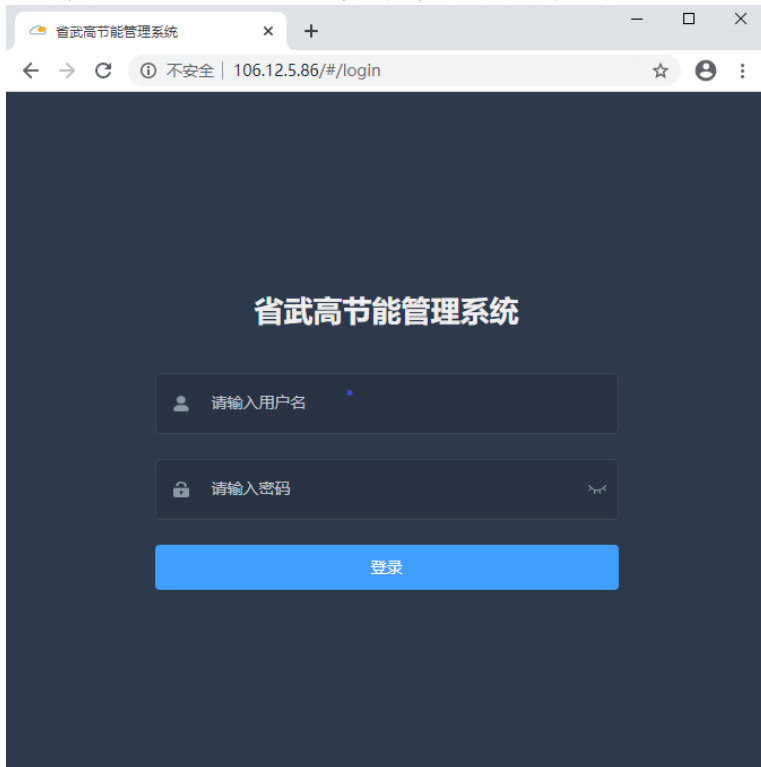 省武高节能管理系统
不安全 | 106.12.5.86/#/login
省武高节能管理系统
请输入用户名
请输入密码
登录